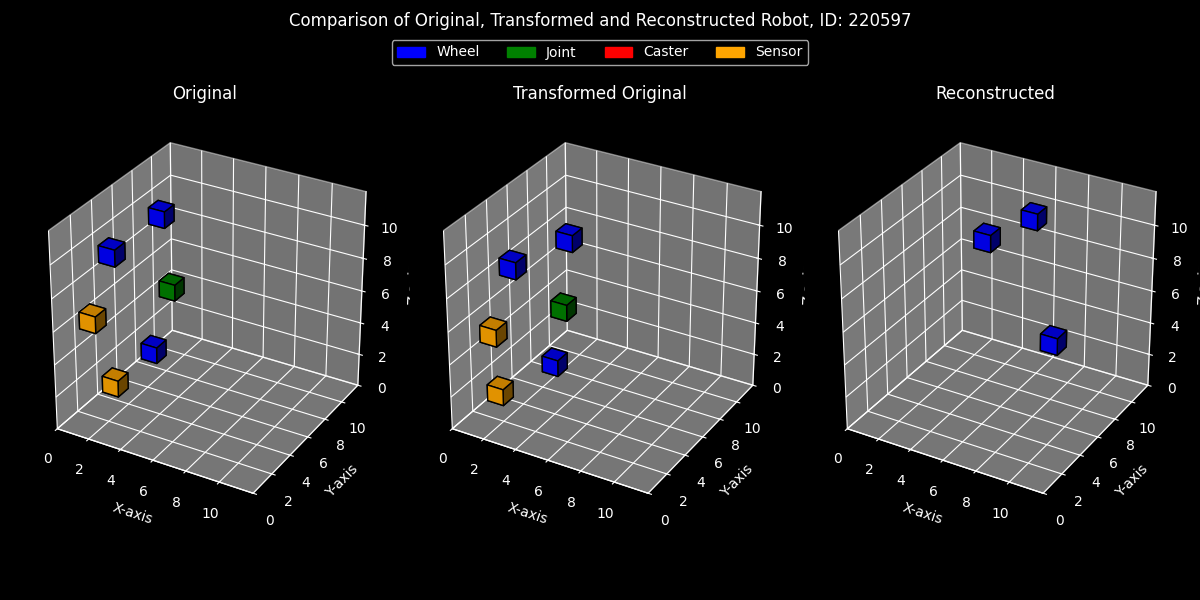 Comparison of Original, Transformed and Reconstructed Robot, ID: 220597
Wheel Joint Caster Sensor
Original Transformed Original Reconstructed
10 10 10
8 8 8
6 6 6
4 4 4
2 2 2
0 0 0
10 10 10
8 8 8
6 6 6
4 4 4
2 2 2
0 0 0
0 2 4 6 8 10 0 2 4 6 8 10 0 2 4 6 8 10
X-axis Y-axis X-axis Y-axis X-axis Y-axis